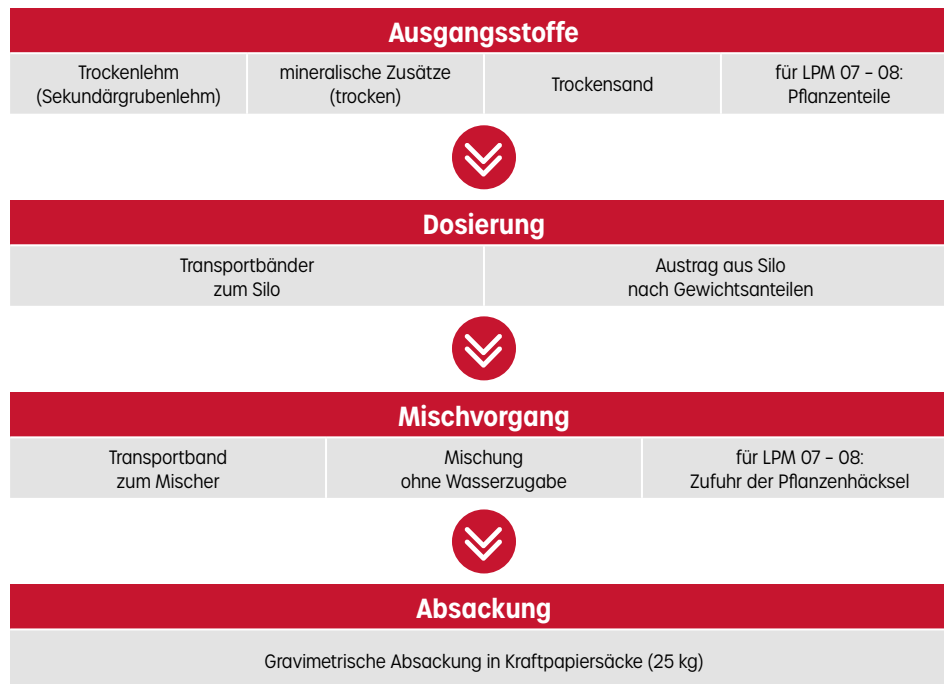 Ausgangsstoffe
Trockenlehm
(Sekundärgrubenlehm)
mineralische Zusätze
(trocken)
Trockensand
für LPM 07 – 08:
Pflanzenteile
Dosierung
Transportbänder
zum Silo
Austrag aus Silo
nach Gewichtsanteilen
Mischvorgang
Transportband
zum Mischer
Mischung
ohne Wasserzugabe
für LPM 07 – 08:
Zufuhr der Pflanzenhäcksel
Absackung
Gravimetrische Absackung in Kraftpapiersäcke (25 kg)